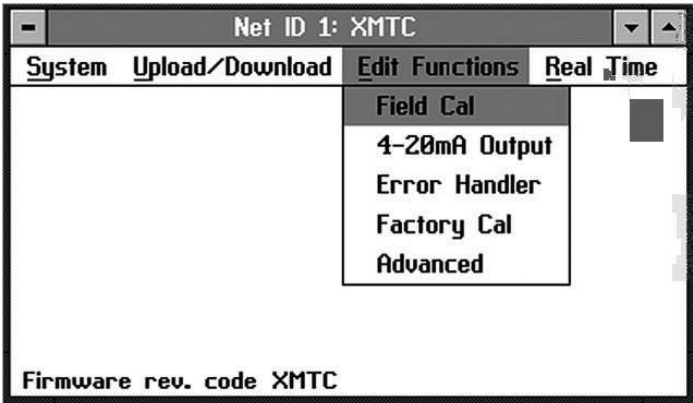 Net ID 1: XMTC
System Upload/Download Edit Functions Real Time
Field Cal
4-20mA Output
Error Handler
Factory Cal
Advanced
Firmware rev. code XMTC